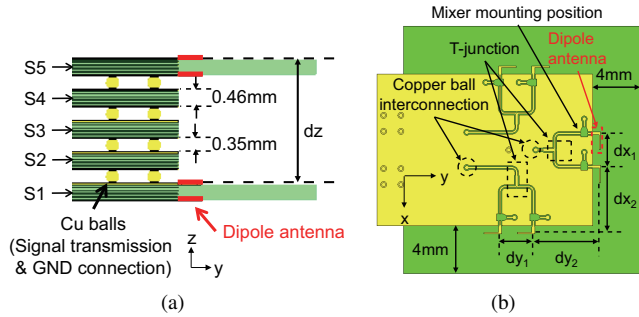 (a)
S5
S4
S3
S2
S1
0.46mm
0.35mm
dz
Cu balls
(Signal transmission
& GND connection)
z
y
Dipole antenna
(a)
Mixer mounting position
T-junction
Dipole
antenna
Copper ball
interconnection
4mm
y
x
dx1
dx2
4mm
dy1
dy2
(b)